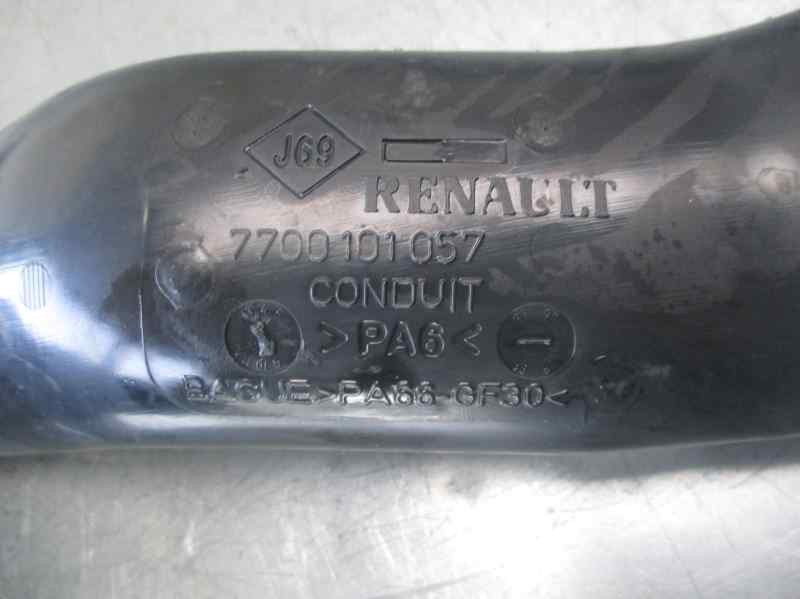 J69
RENAULT
7700101057
CONDUIT
>PA6<
BAGUE>PA66-GF30<